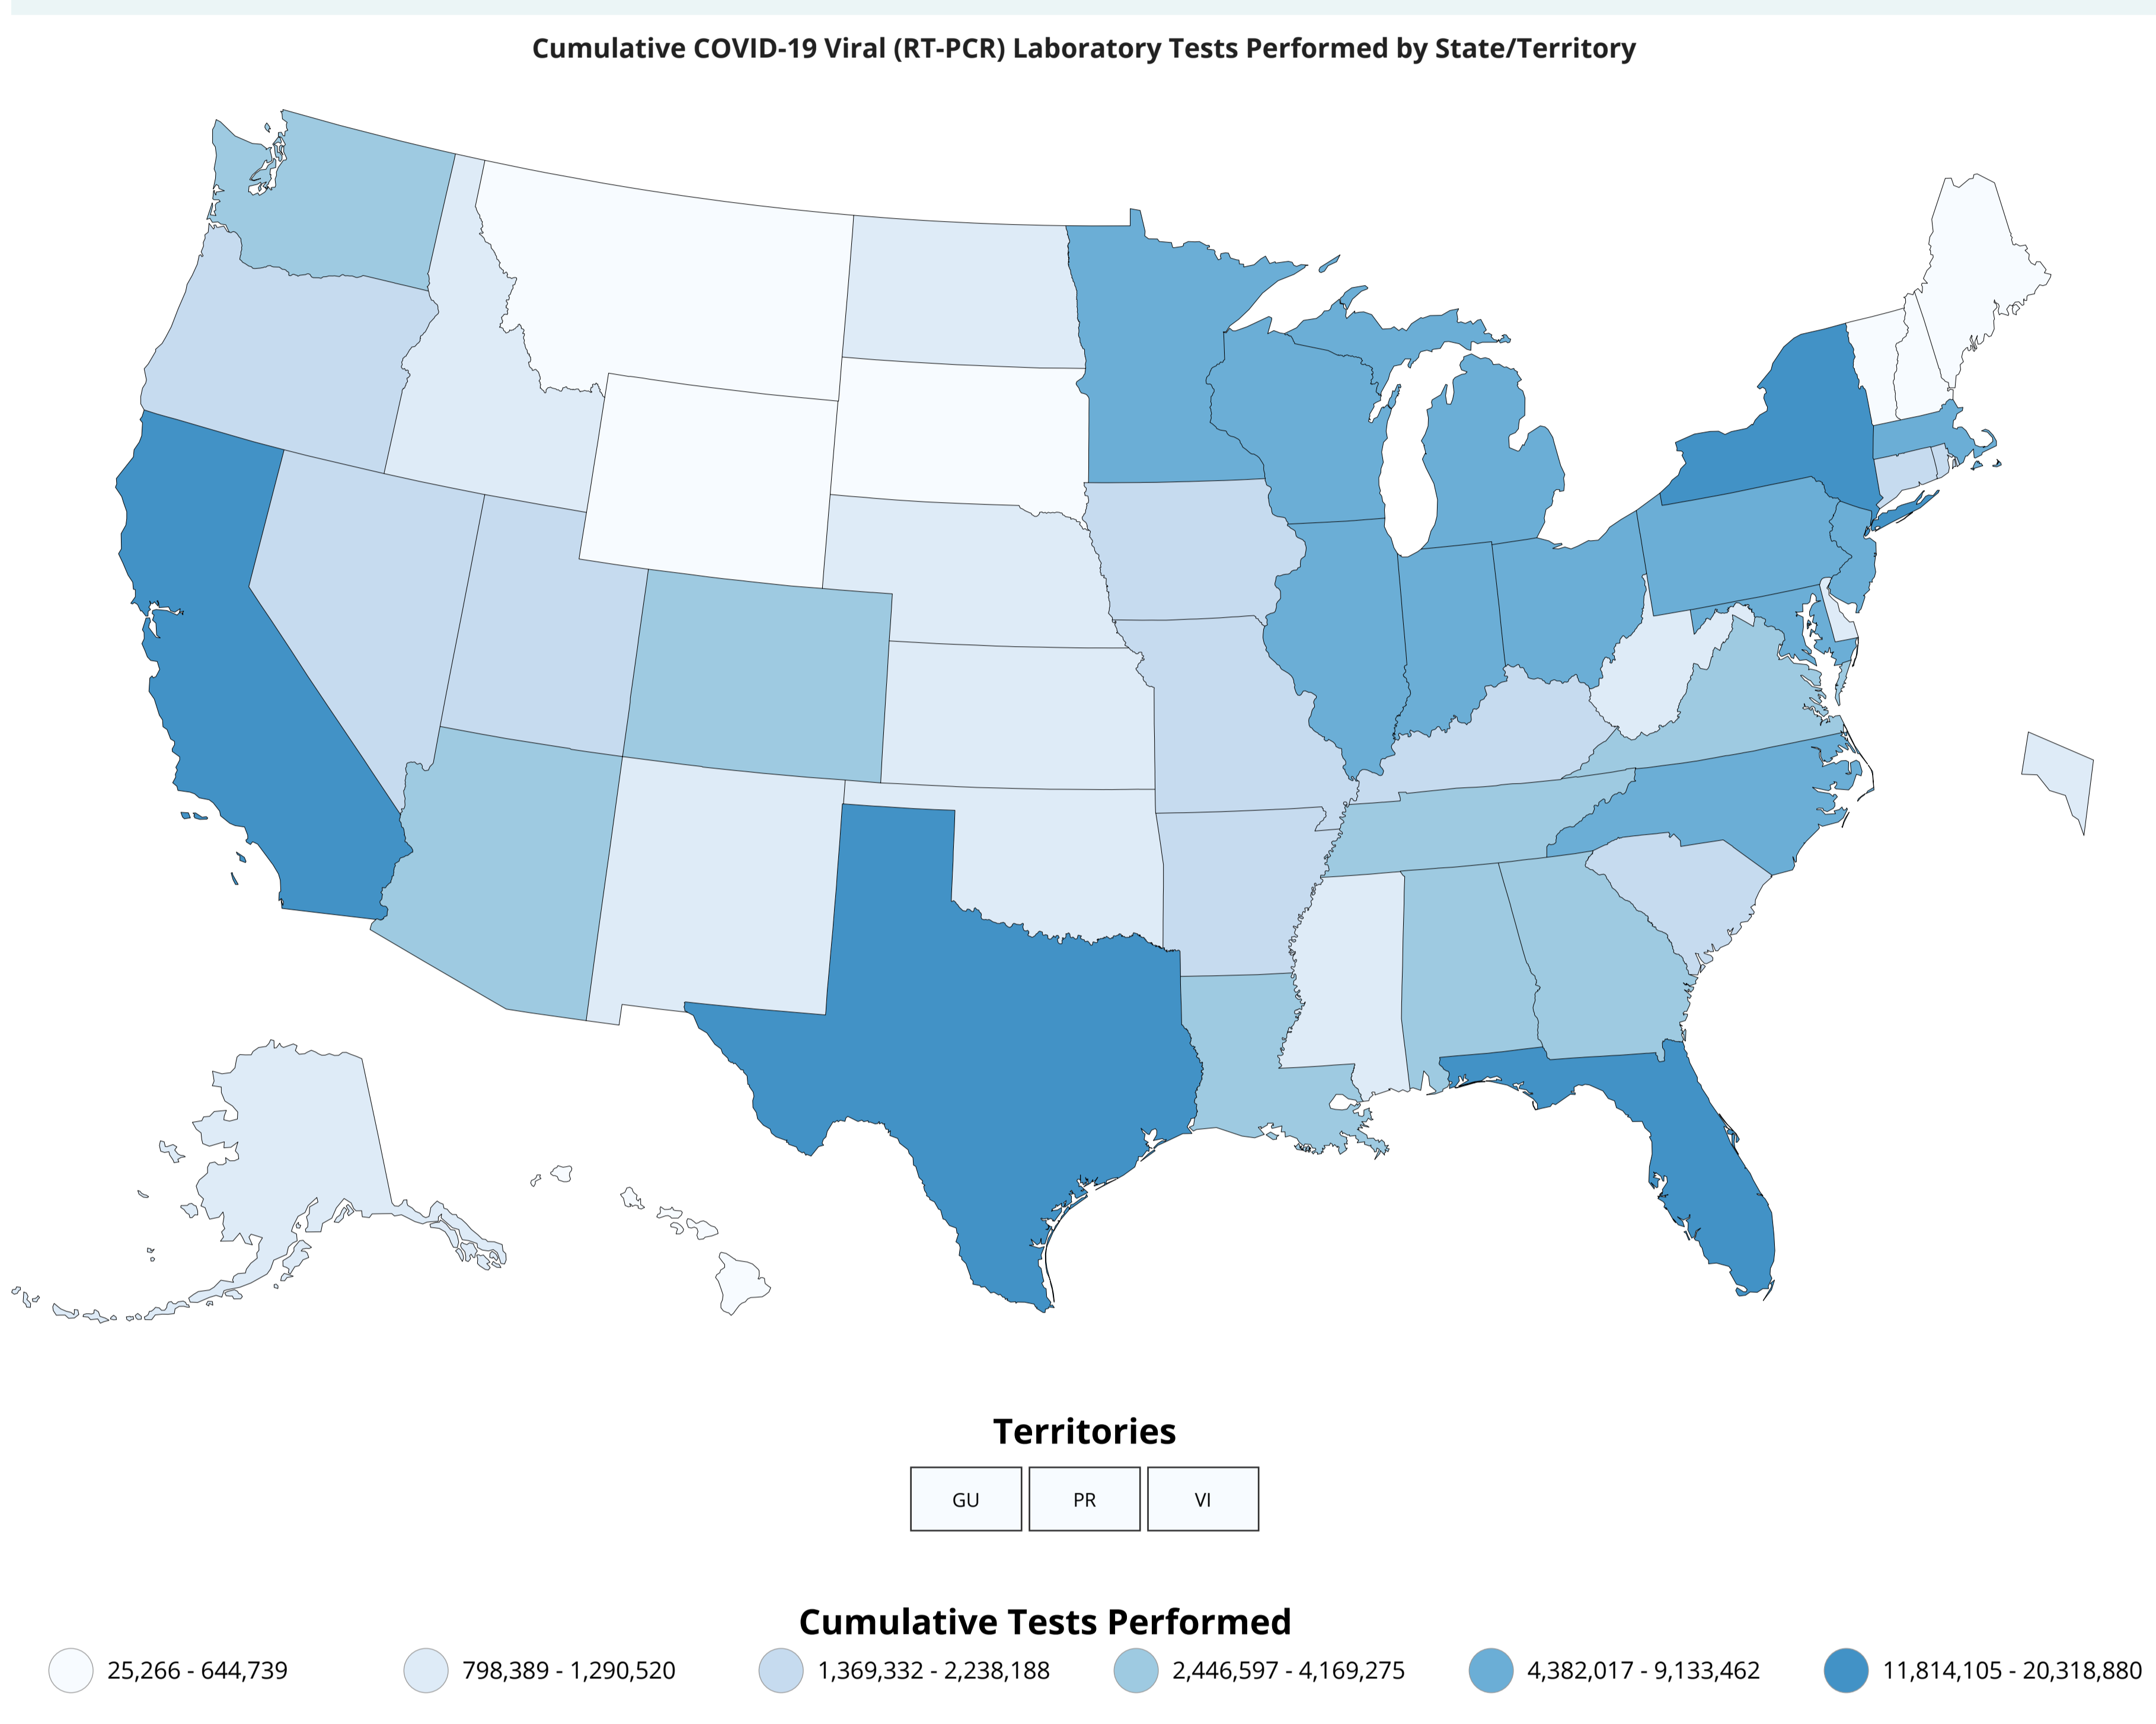 Cumulative COVID-19 Viral (RT-PCR) Laboratory Tests Performed by State/Territory
Territories
GU PR VI
Cumulative Tests Performed
25,266 - 644,739 798,389 - 1,290,520 1,369,332 - 2,238,188 2,446,597 - 4,169,275 4,382,017 - 9,133,462 11,814,105 - 20,318,880